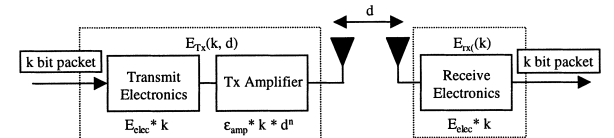 d
E_Tx(k, d)
E_rx((k)
k bit packet
Transmit
Electronics
Tx Amplifier
Receive
Electronics
k bit packet
E_elec * k
ε_amp * k * d^n
E_elec * k